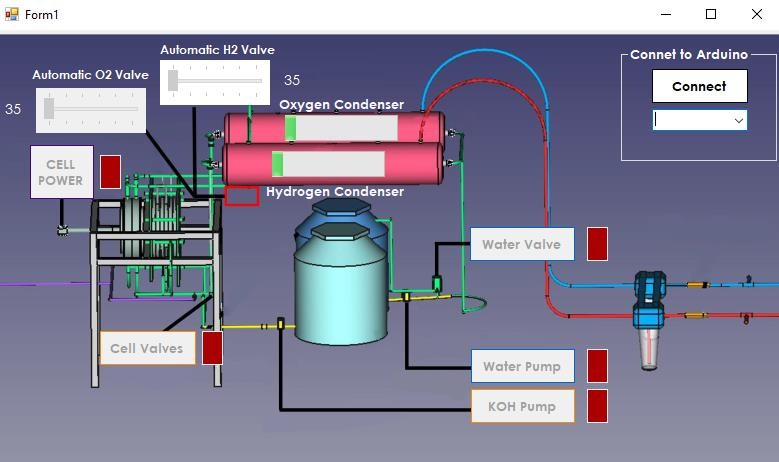 Form1
Automatic H2 Valve
35
Automatic O2 Valve
35
Connet to Arduino
Connect
Oxygen Condenser
CELL
POWER
Hydrogen Condenser
Water Valve
Cell Valves
Water Pump
KOH Pump